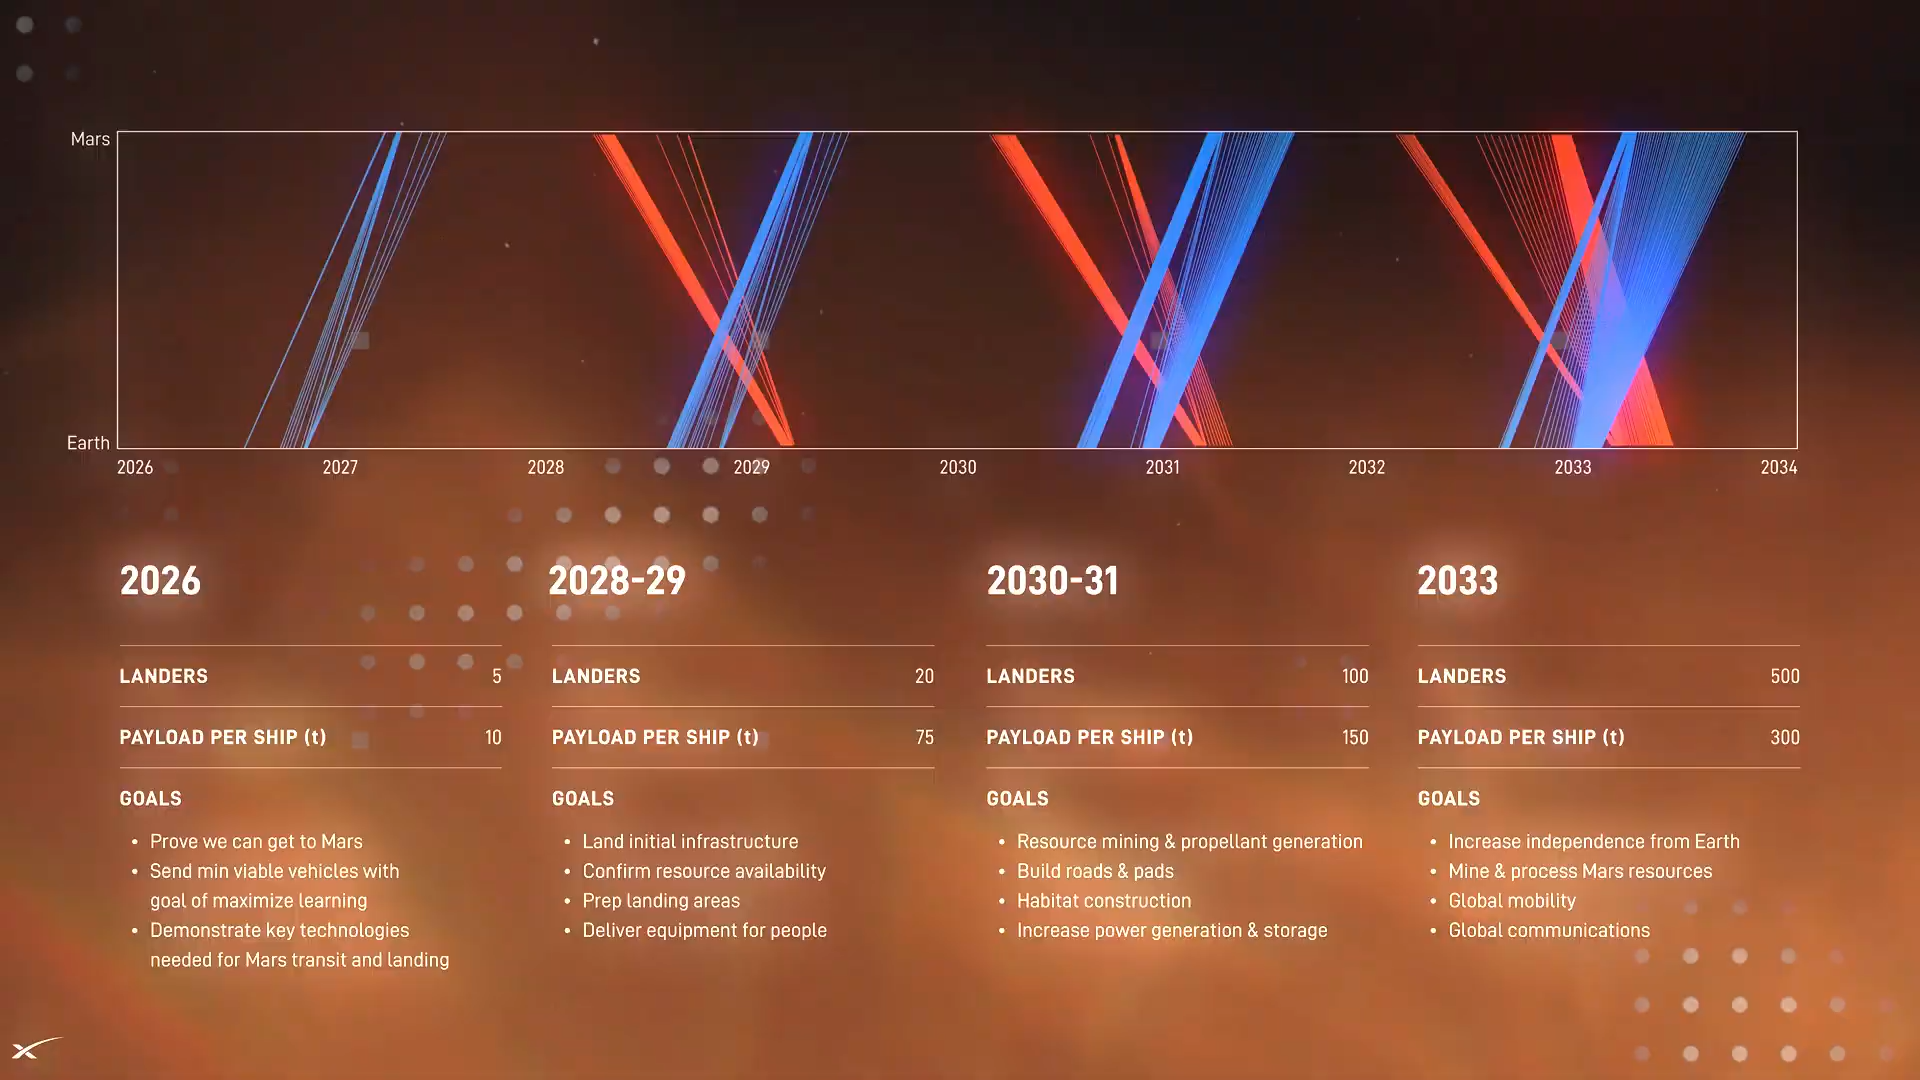 Mars
Earth
2026 2027 2028 2029 2030 2031 2032 2033 2034
2026
LANDERS 5
PAYLOAD PER SHIP (t) 10
GOALS
• Prove we can get to Mars
• Send min viable vehicles with
goal of maximize learning
• Demonstrate key technologies
needed for Mars transit and landing
2028-29
LANDERS 20
PAYLOAD PER SHIP (t) 75
GOALS
• Land initial infrastructure
• Confirm resource availability
• Prep landing areas
• Deliver equipment for people
2030-31
LANDERS 100
PAYLOAD PER SHIP (t) 150
GOALS
• Resource mining & propellant generation
• Build roads & pads
• Habitat construction
• Increase power generation & storage
2033
LANDERS 500
PAYLOAD PER SHIP (t) 300
GOALS
• Increase independence from Earth
• Mine & process Mars resources
• Global mobility
• Global communications